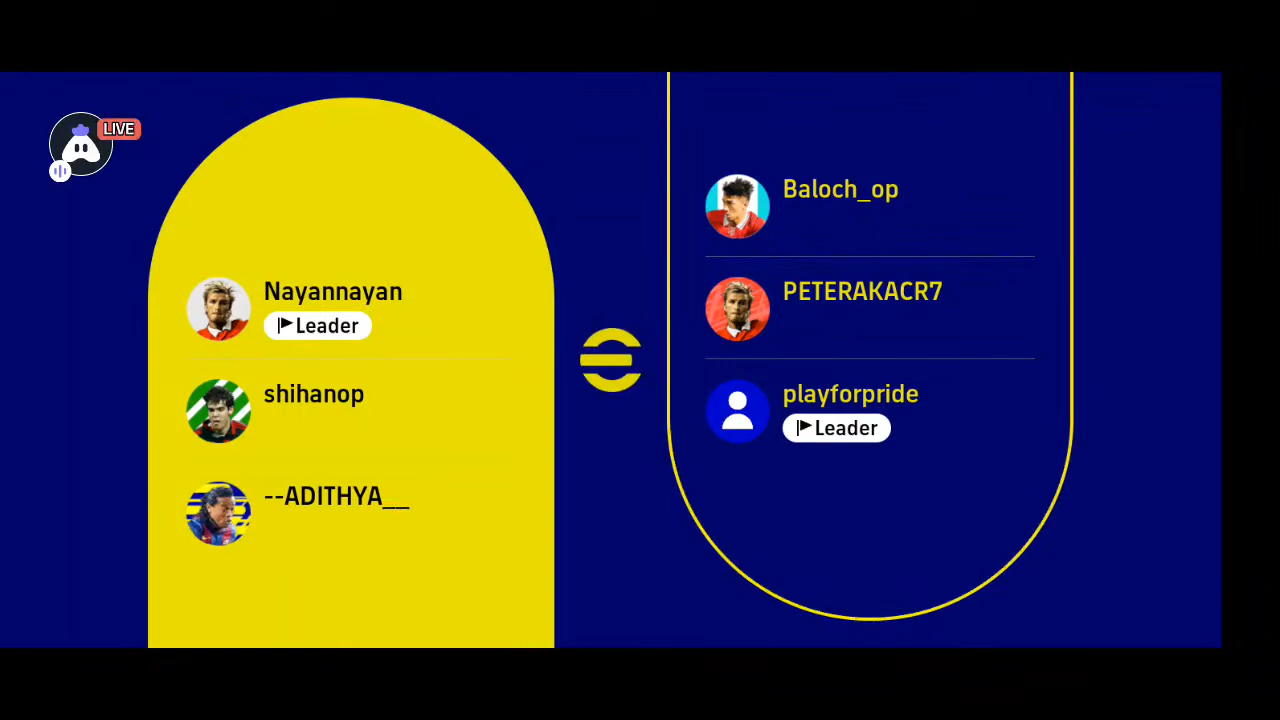 LIVE
Nayannayan
Leader
shihanop
--ADITHYA__
Baloch_op
PETERAKACR7
playforpride
Leader